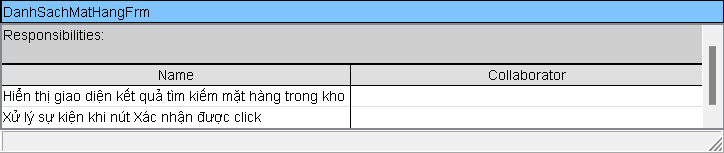 DanhSachMatHangFrm
Responsibilities:
Name Collaborator
Hiển thị giao diện kết quả tìm kiếm mặt hàng trong kho
Xử lý sự kiện khi nút Xác nhận được click